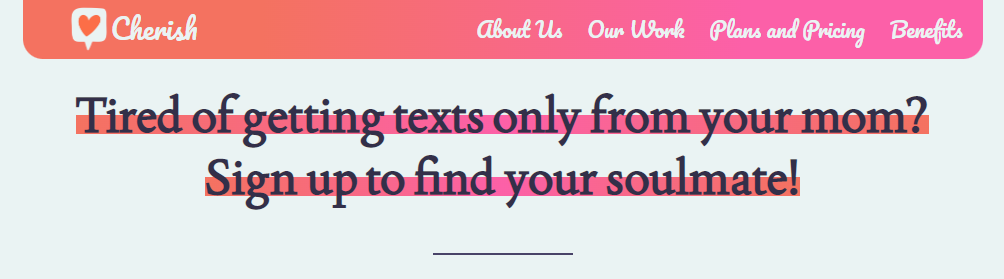 Cherish About Us Our Work Plans and Pricing Benefits
Tired of getting texts only from your mom?
Sign up to find your soulmate!